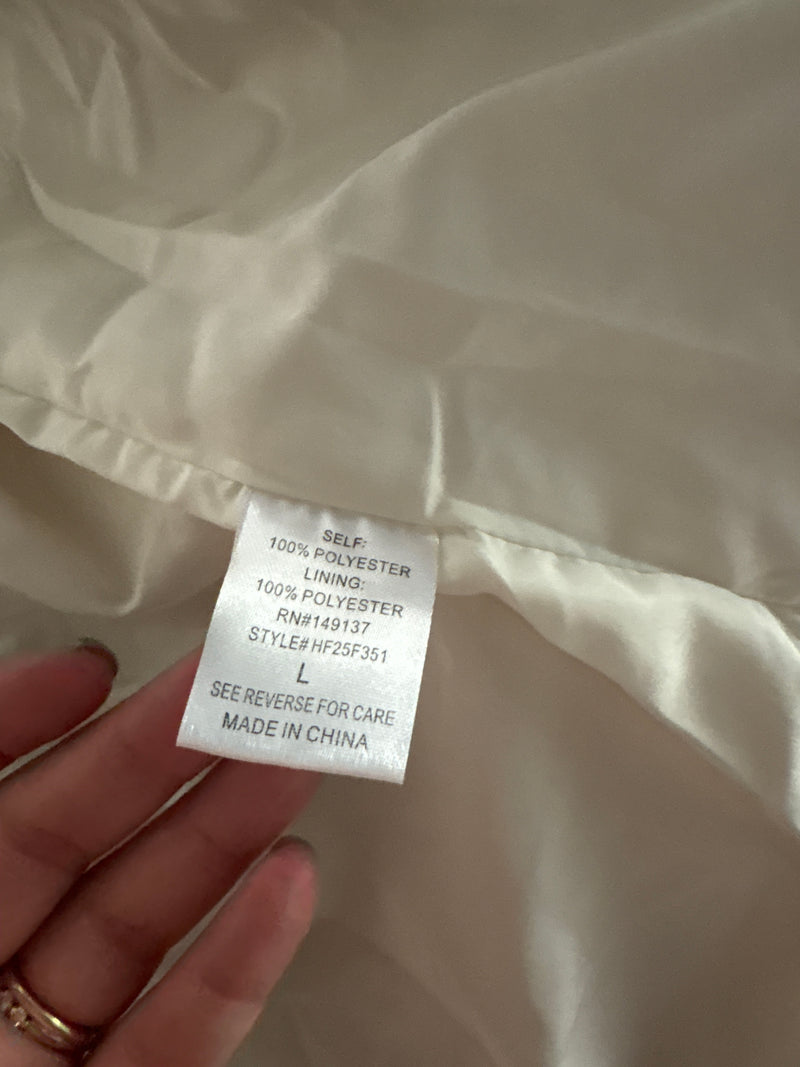 SELF:
100% POLYESTER
LINING:
100% POLYESTER
RN#149137
STYLE# HF25F351
L
SEE REVERSE FOR CARE
MADE IN CHINA